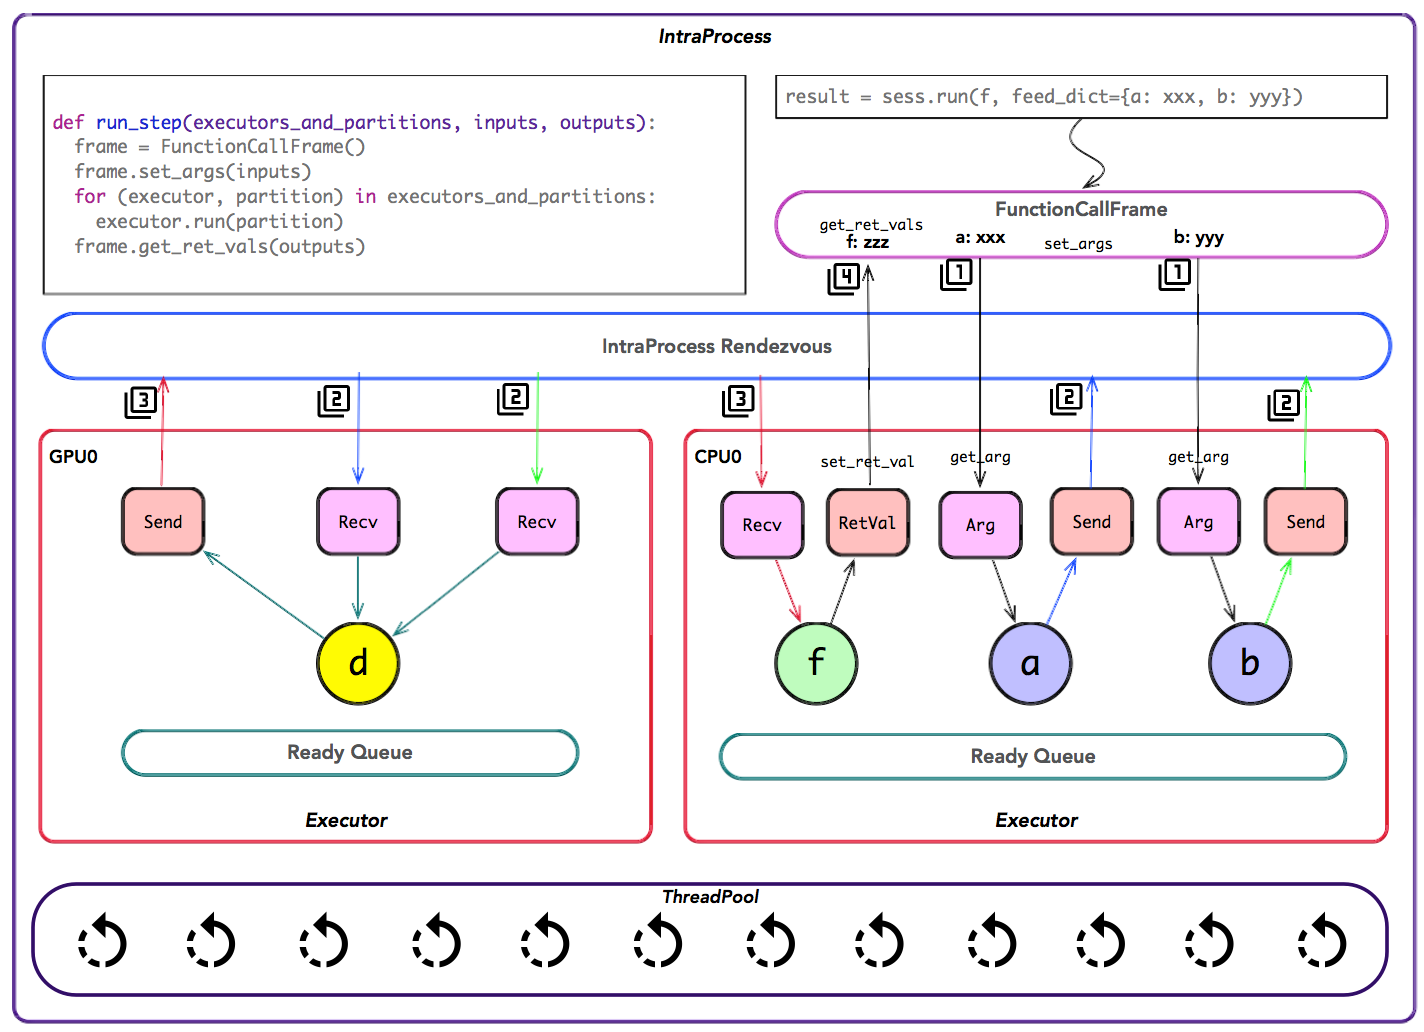 IntraProcess
def run_step(executors_and_partitions, inputs, outputs):
frame = FunctionCallFrame()
frame.set_args(inputs)
for (executor, partition) in executors_and_partitions:
executor.run(partition)
frame.get_ret_vals(outputs)
result = sess.run(f, feed_dict={a: xxx, b: yyy})
FunctionCallFrame
get_ret_vals
f: zzz
a: xxx
set_args
b: yyy
4
1
1
IntraProcess Rendezvous
3
2
2
3
2
2
GPU0
Send
Recv
Recv
d
Ready Queue
Executor
CPU0
set_ret_val
get_arg
get_arg
Recv
RetVal
Arg
Send
Arg
Send
f
a
b
Ready Queue
Executor
ThreadPool